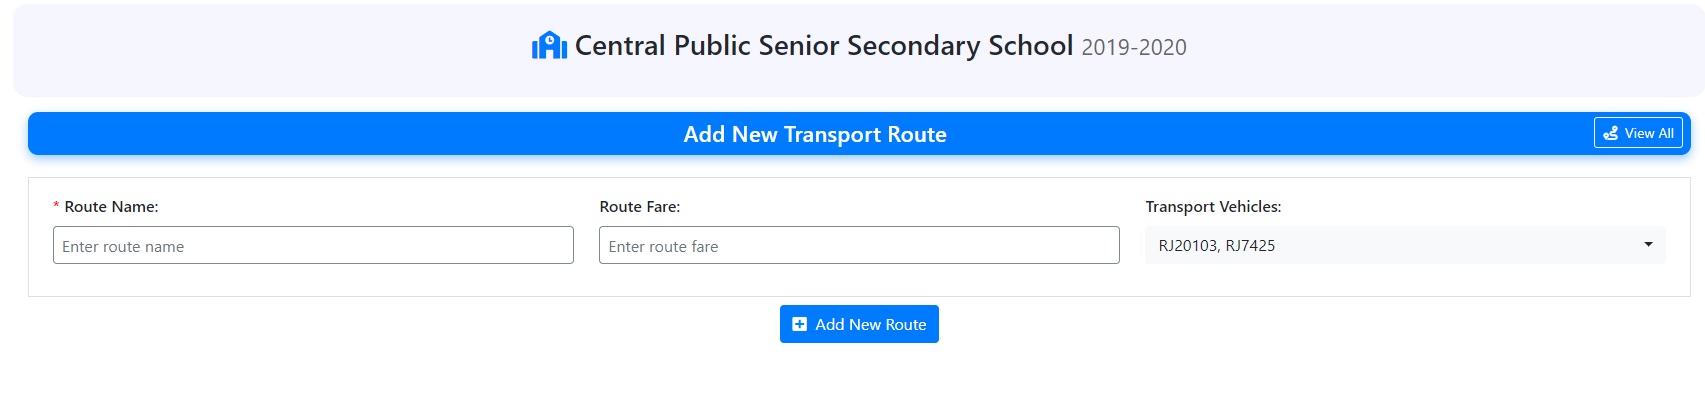 Central Public Senior Secondary School 2019-2020
Add New Transport Route
View All
* Route Name:
Route Fare:
Transport Vehicles:
Enter route name
Enter route fare
RJ20103, RJ7425
Add New Route